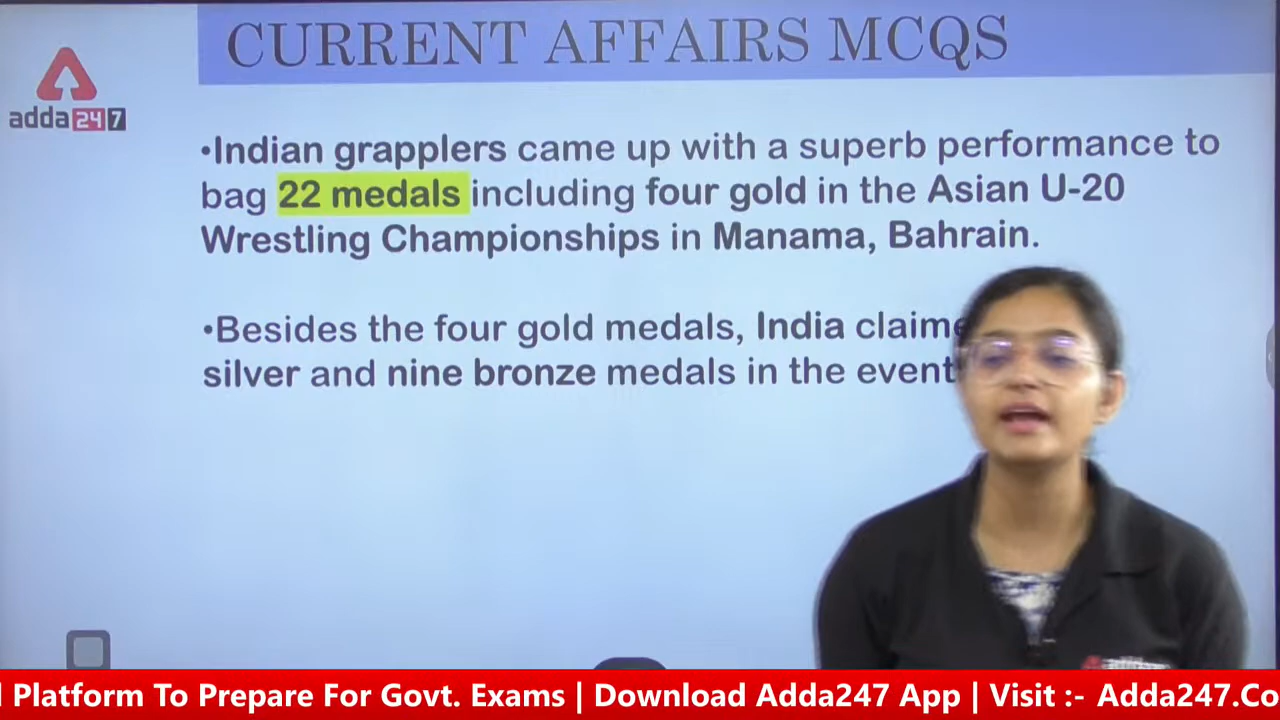 CURRENT AFFAIRS MCQS
adda247
•Indian grapplers came up with a superb performance to
bag 22 medals including four gold in the Asian U-20
Wrestling Championships in Manama, Bahrain.
•Besides the four gold medals, India claime
silver and nine bronze medals in the event
Platform To Prepare For Govt. Exams | Download Adda247 App | Visit :- Adda247.Co